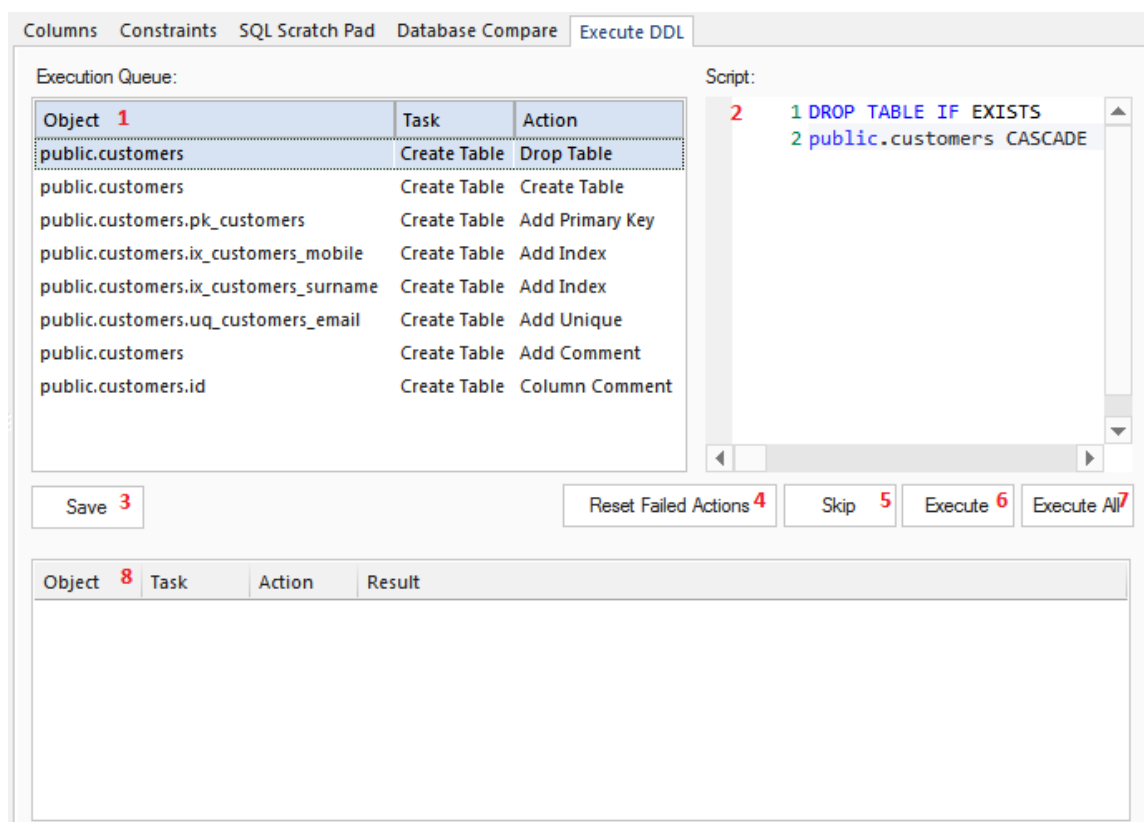 Columns Constraints SQL Scratch Pad Database Compare Execute DDL
Execution Queue: Script:
Object 1 Task Action
public.customers Create Table Drop Table
public.customers Create Table Create Table
public.customers.pk_customers Create Table Add Primary Key
public.customers.ix_customers_mobile Create Table Add Index
public.customers.ix_customers_surname Create Table Add Index
public.customers.uq_customers_email Create Table Add Unique
public.customers Create Table Add Comment
public.customers.id Create Table Column Comment
2 1 DROP TABLE IF EXISTS
2 public.customers CASCADE
Save 3 Reset Failed Actions 4 Skip 5 Execute 6 Execute All 7
Object 8 Task Action Result